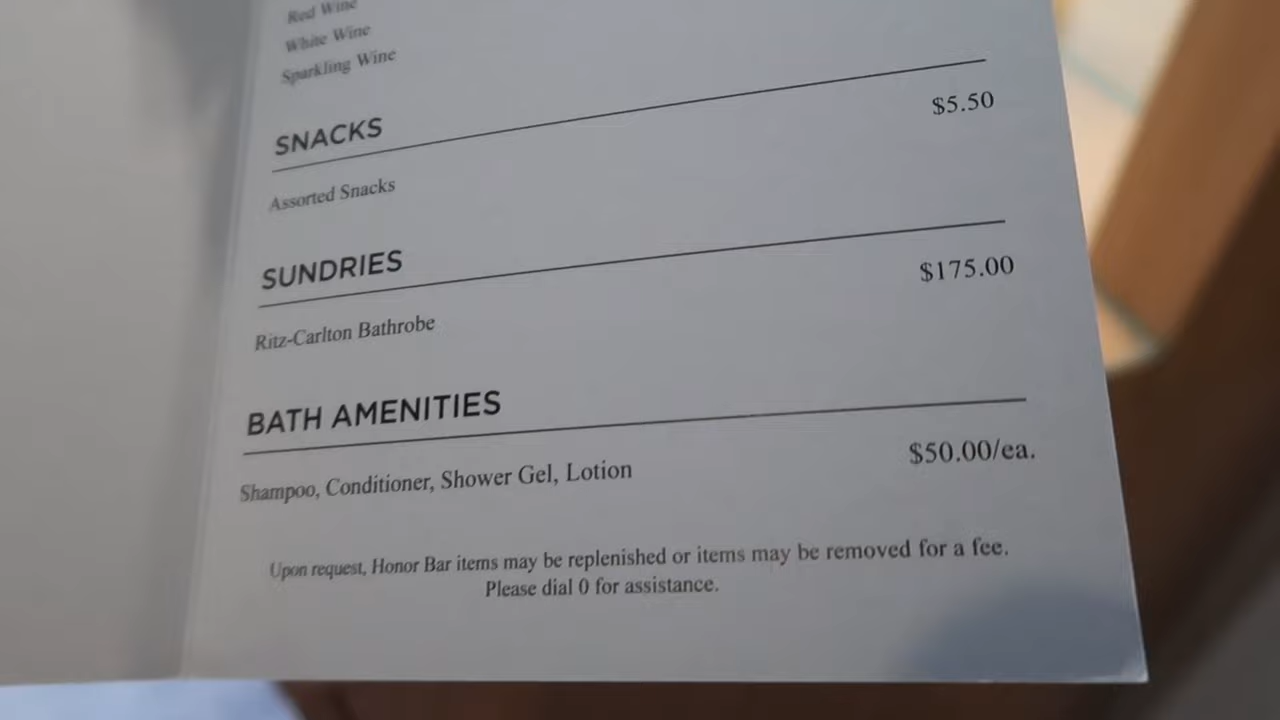 Red Wine
White Wine
Sparkling Wine
SNACKS
Assorted Snacks $5.50
SUNDRIES
Ritz-Carlton Bathrobe $175.00
BATH AMENITIES
Shampoo, Conditioner, Shower Gel, Lotion $50.00/ea.
Upon request, Honor Bar items may be replenished or items may be removed for a fee.
Please dial 0 for assistance.